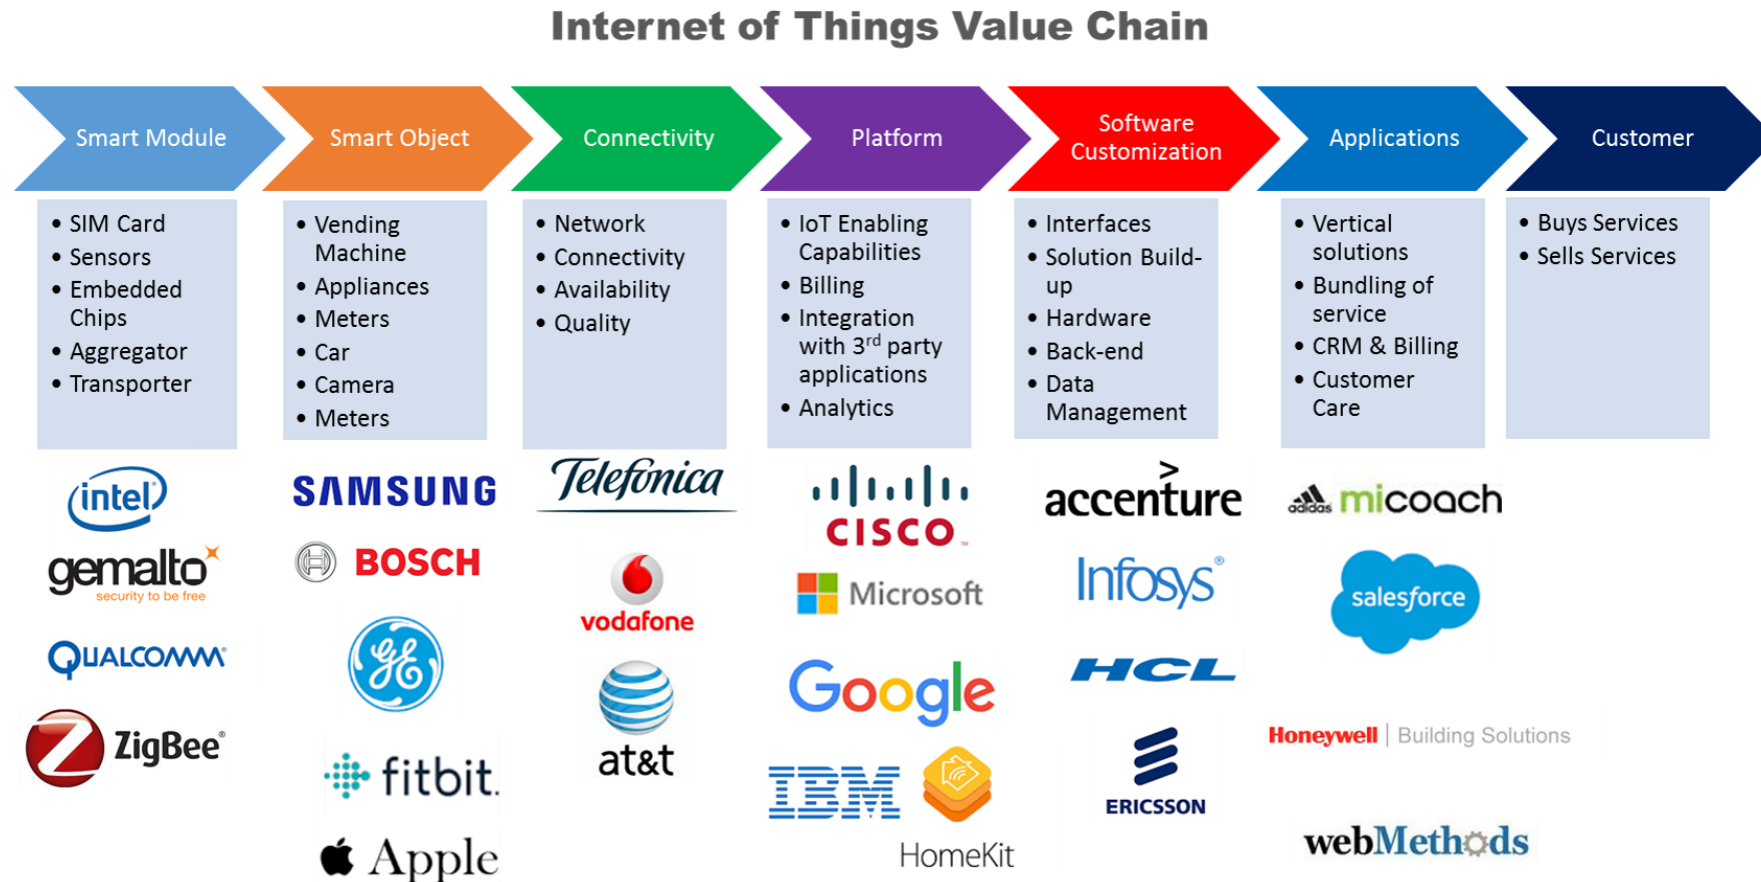 Internet of Things Value Chain
Smart Module
Smart Object
Connectivity
Platform
Software
Customization
Applications
Customer
• SIM Card
• Sensors
• Embedded
Chips
• Aggregator
• Transporter
• Vending
Machine
• Appliances
• Meters
• Car
• Camera
• Meters
• Network
• Connectivity
• Availability
• Quality
• IoT Enabling
Capabilities
• Billing
• Integration
with 3rd party
applications
• Analytics
• Interfaces
• Solution Build-
up
• Hardware
• Back-end
• Data
Management
• Vertical
solutions
• Bundling of
service
• CRM & Billing
• Customer
Care
• Buys Services
• Sells Services
intel
gemalto
security to be free
QUALCOMM®
ZigBee®
SAMSUNG
BOSCH
GE
fitbit.
Apple
Telefónica
vodafone
at&t
CISCO™
Microsoft
Google
IBM
HomeKit
accenture
Infosys®
HCL
ERICSSON
adidas micoach
salesforce
Honeywell | Building Solutions
webMethods